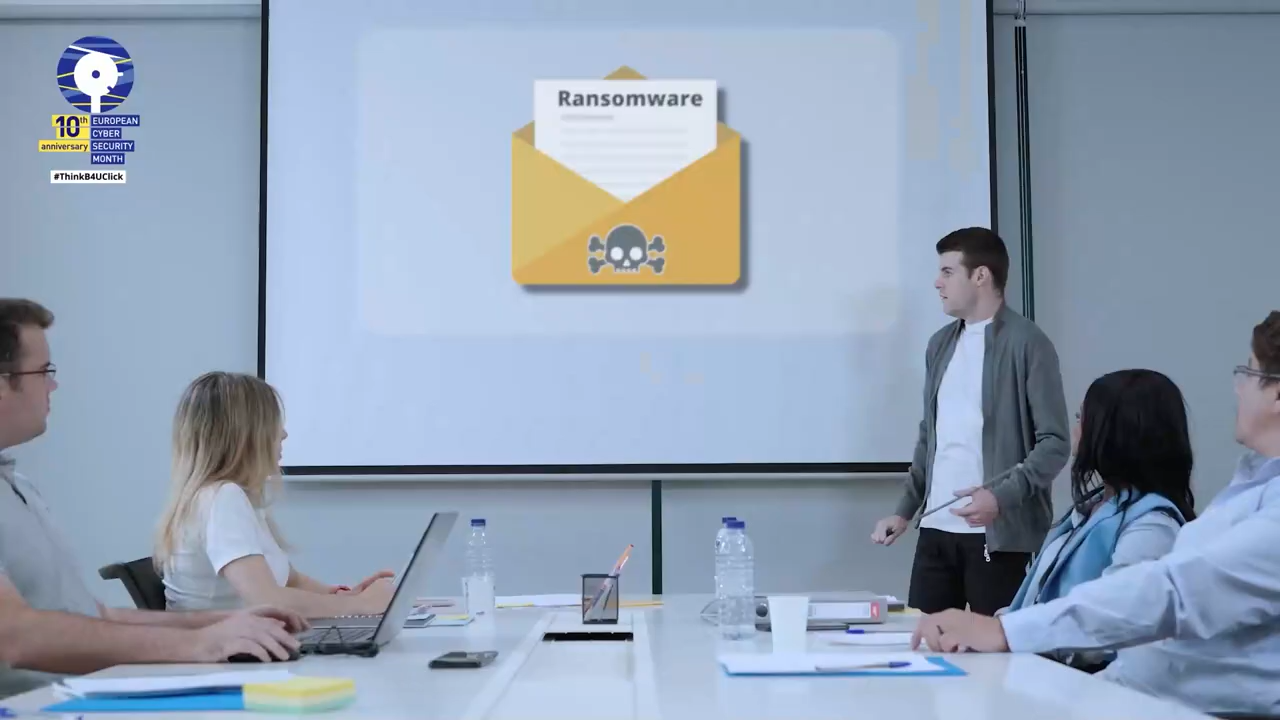 10th
anniversary
EUROPEAN
CYBER
SECURITY
MONTH
#ThinkB4UClick
Ransomware